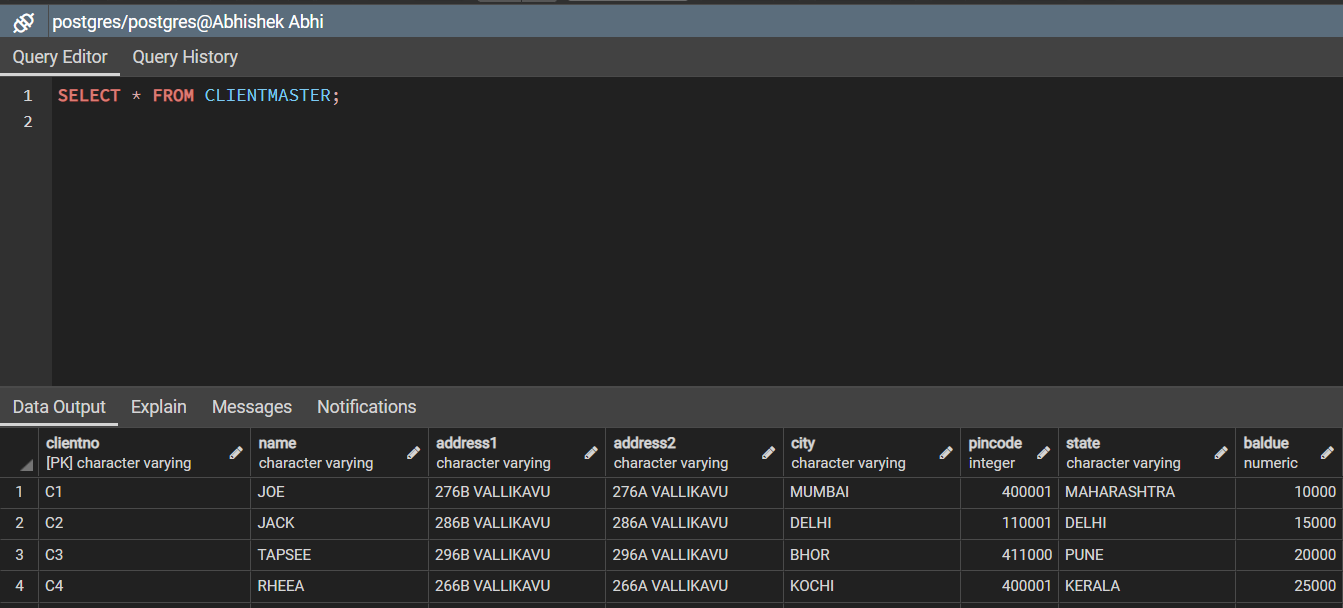 postgres/postgres@Abhishek Abhi
Query Editor Query History
1 SELECT * FROM CLIENTMASTER;
2
Data Output Explain Messages Notifications
clientno name address1 address2 city pincode state baldue
[PK] character varying character varying character varying character varying character varying integer character varying numeric
1 C1 JOE 276B VALLIKAVU 276A VALLIKAVU MUMBAI 400001 MAHARASHTRA 10000
2 C2 JACK 286B VALLIKAVU 286A VALLIKAVU DELHI 110001 DELHI 15000
3 C3 TAPSEE 296B VALLIKAVU 296A VALLIKAVU BHOR 411000 PUNE 20000
4 C4 RHEEA 266B VALLIKAVU 266A VALLIKAVU KOCHI 400001 KERALA 25000